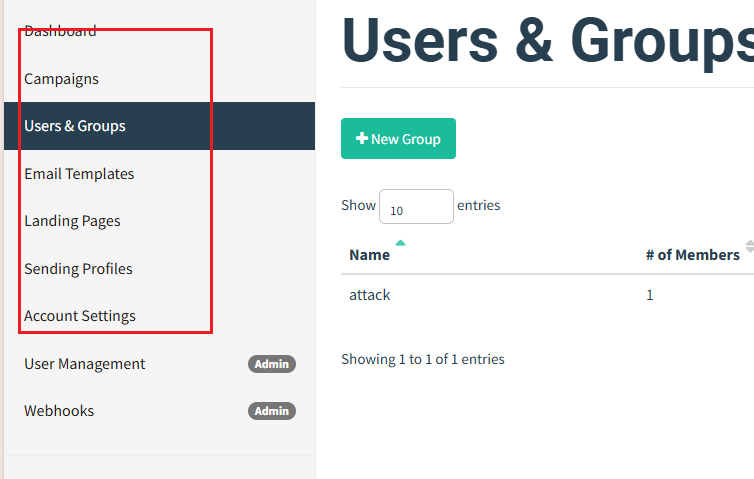 Dashboard
Campaigns
Users & Groups
Email Templates
Landing Pages
Sending Profiles
Account Settings
User Management Admin
Webhooks Admin
Users & Groups
New Group
Show 10 entries
Name # of Members
attack 1
Showing 1 to 1 of 1 entries